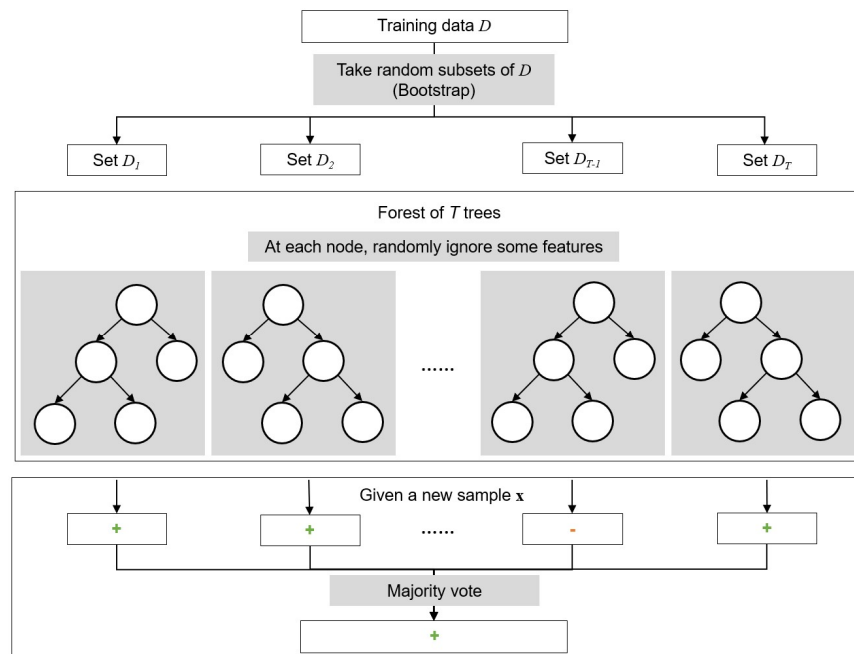 Training data D
Take random subsets of D
(Bootstrap)
Set D1
Set D2
Set DT-1
Set DT
Forest of T trees
At each node, randomly ignore some features
......
Given a new sample x
+
+
......
-
+
Majority vote
+